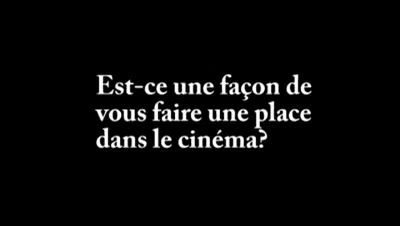 Est-ce une façon de
vous faire une place
dans le cinéma?